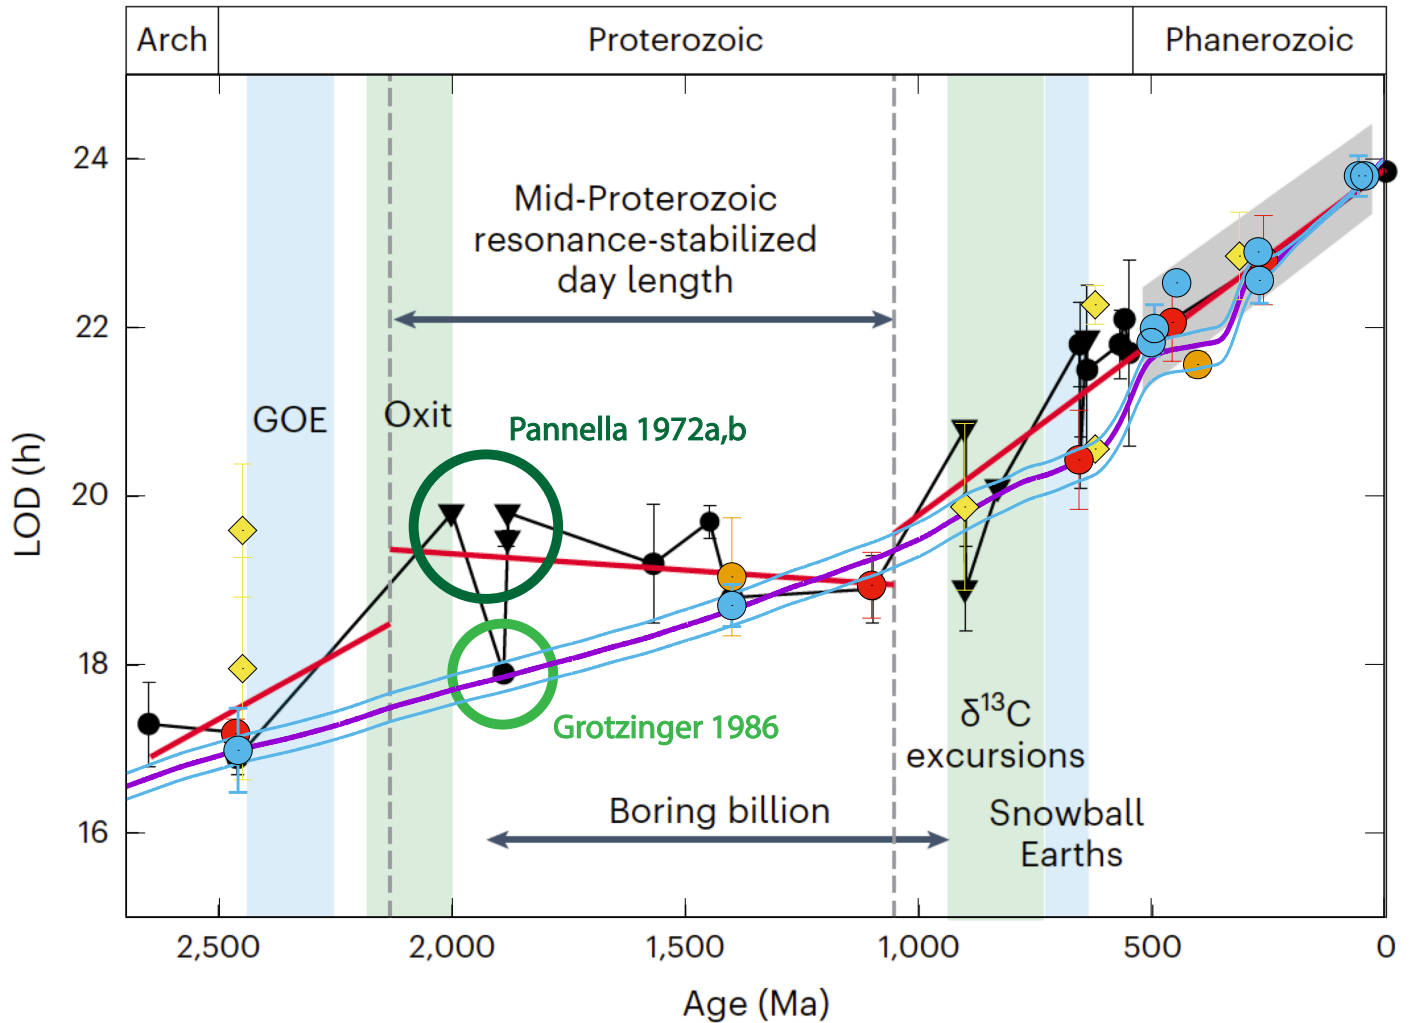 Arch
Proterozoic
Phanerozoic
24
22
20
18
16
LOD (h)
Mid-Proterozoic
resonance-stabilized
day length
GOE
Oxit
Pannella 1972a,b
Grotzinger 1986
δ¹³C
excursions
Boring billion
Snowball
Earths
2,500
2,000
1,500
1,000
500
0
Age (Ma)